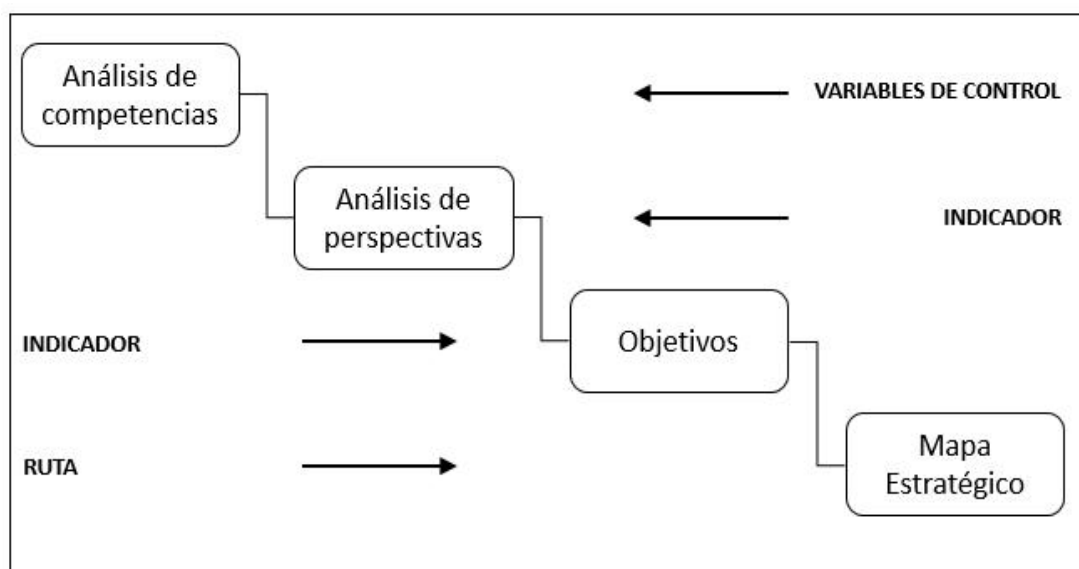 Análisis de
competencias
VARIABLES DE CONTROL
Análisis de
perspectivas
INDICADOR
INDICADOR
Objetivos
RUTA
Mapa
Estratégico